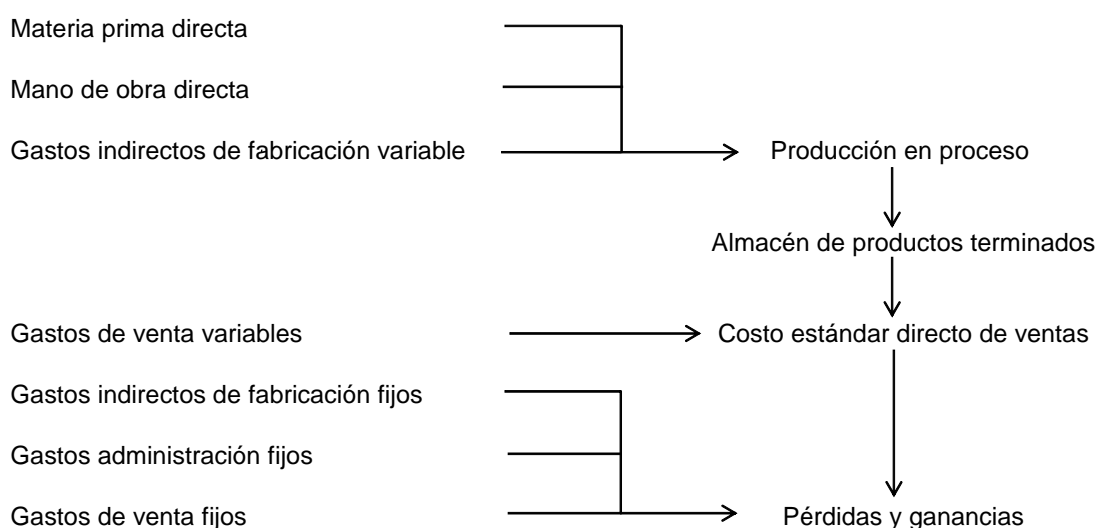 Materia prima directa
Mano de obra directa
Gastos indirectos de fabricación variable
Producción en proceso
Almacén de productos terminados
Gastos de venta variables
Costo estándar directo de ventas
Gastos indirectos de fabricación fijos
Gastos administración fijos
Gastos de venta fijos
Pérdidas y ganancias